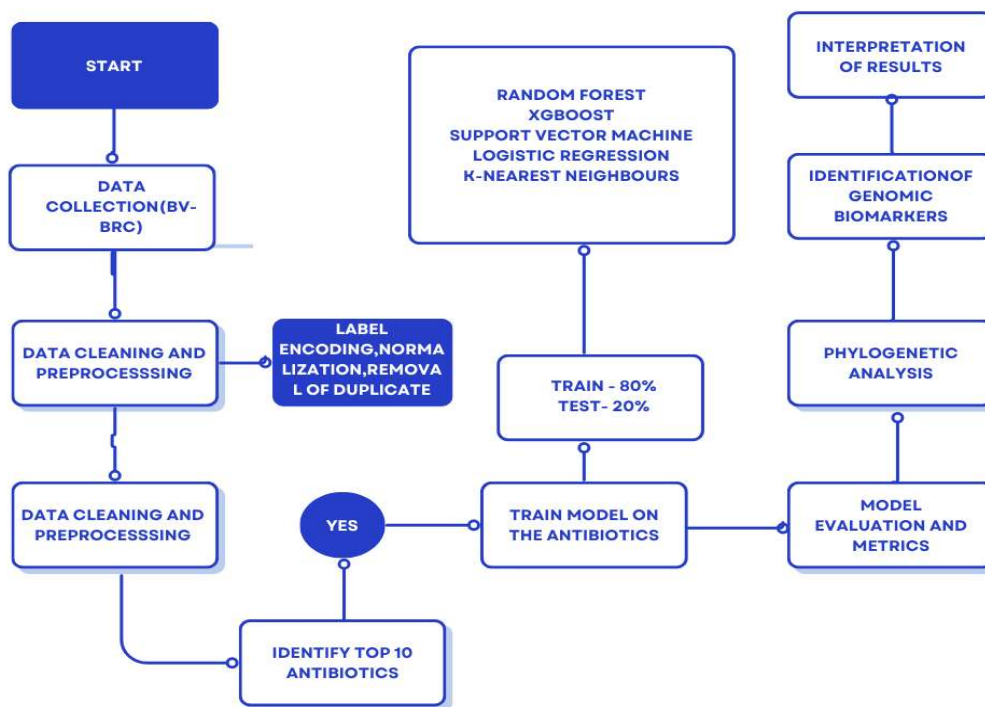 START
DATA
COLLECTION(BV-
BRC)
DATA CLEANING AND
PREPROCESSSING
LABEL
ENCODING,NORMA
LIZATION,REMOVA
L OF DUPLICATE
DATA CLEANING AND
PREPROCESSSING
IDENTIFY TOP 10
ANTIBIOTICS
YES
TRAIN MODEL ON
THE ANTIBIOTICS
TRAIN - 80%
TEST- 20%
RANDOM FOREST
XGBOOST
SUPPORT VECTOR MACHINE
LOGISTIC REGRESSION
K-NEAREST NEIGHBOURS
MODEL
EVALUATION AND
METRICS
PHYLOGENETIC
ANALYSIS
IDENTIFICATIONOF
GENOMIC
BIOMARKERS
INTERPRETATION
OF RESULTS